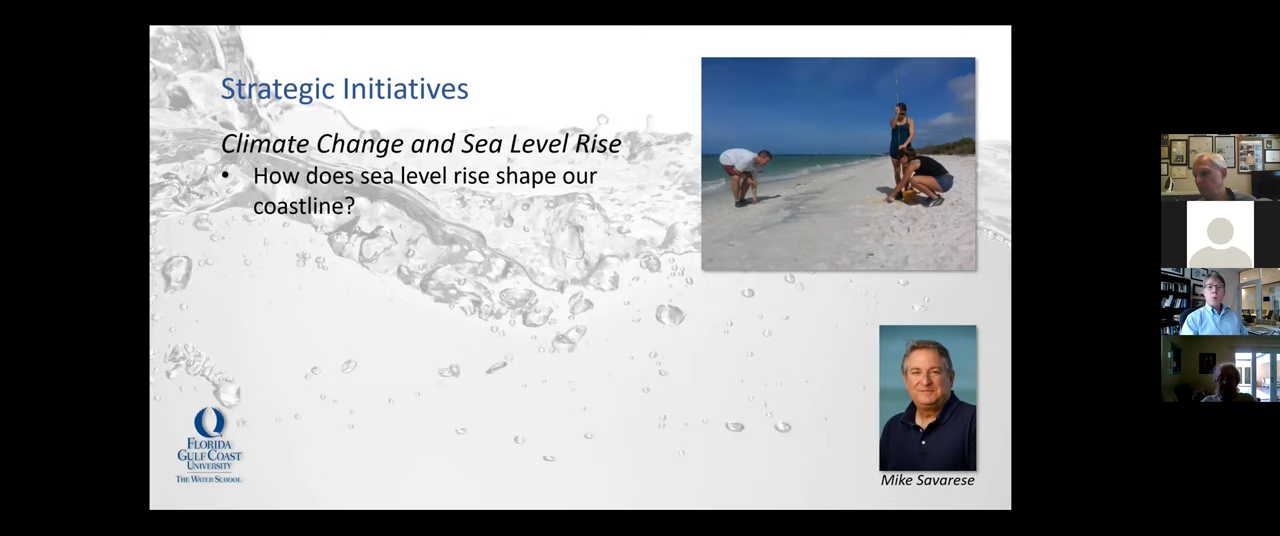 Strategic Initiatives
Climate Change and Sea Level Rise
• How does sea level rise shape our
coastline?
FLORIDA
GULF COAST
UNIVERSITY
THE WATER SCHOOL
Mike Savarese